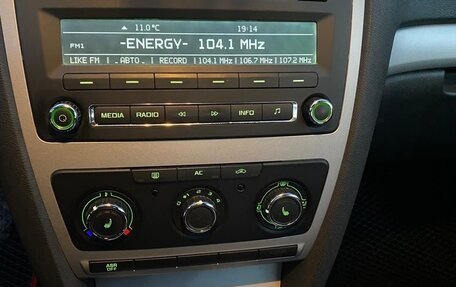 11.0°C 19:14
FM1 -ENERGY- 104.1 MHz
LIKE FM | _АВТО_ | RECORD |104.1 MHz|106.7 MHz|107.2 MHz
MEDIA RADIO INFO
AC
ASR OFF